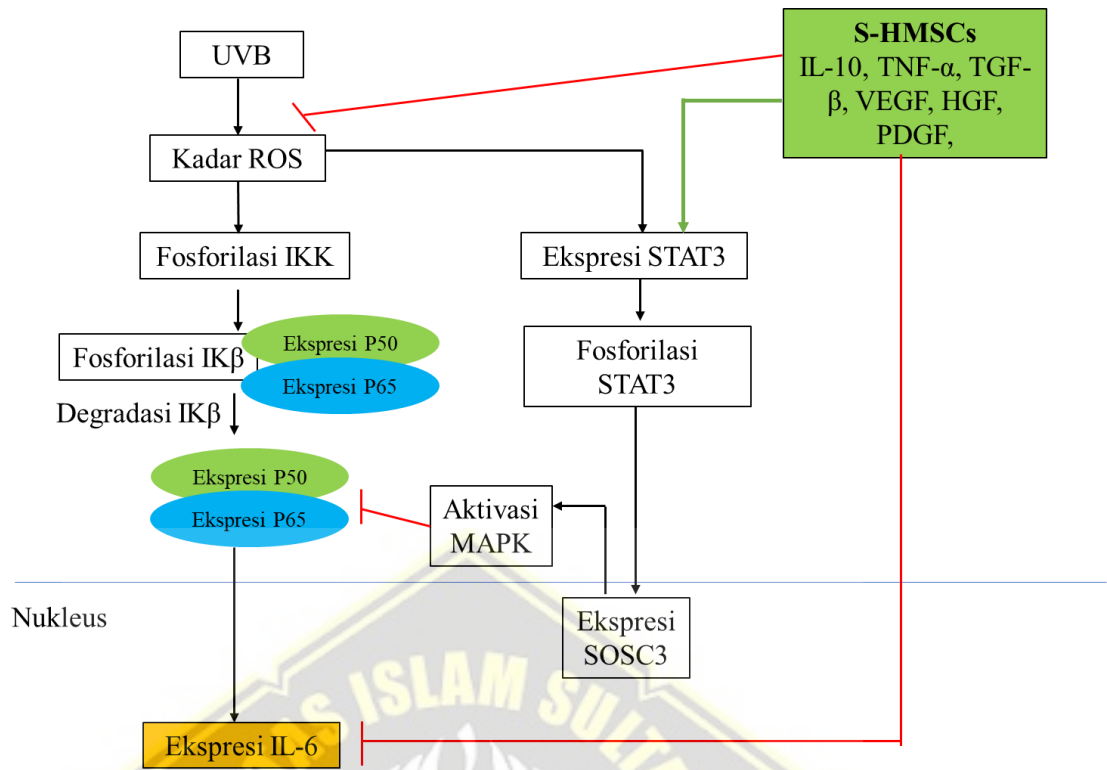 UVB
S-HMSCs
IL-10, TNF-α, TGF-
β, VEGF, HGF,
PDGF,
Kadar ROS
Fosforilasi IKK
Ekspresi STAT3
Fosforilasi IKβ
Ekspresi P50
Ekspresi P65
Fosforilasi
STAT3
Degradasi IKβ
Ekspresi P50
Ekspresi P65
Aktivasi
MAPK
Nukleus
Ekspresi
SOSC3
ISLAM
Ekspresi IL-6